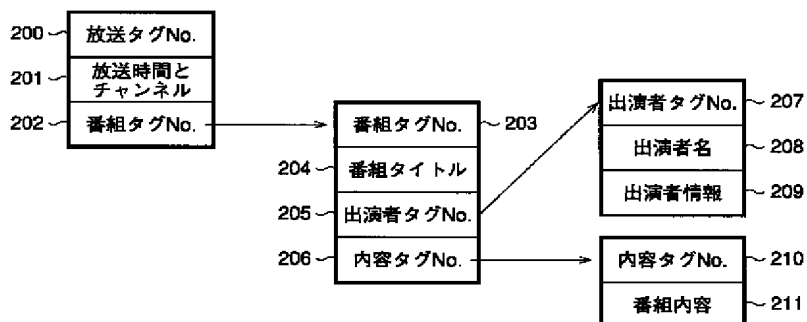 200 放送タグNo.
201 放送時間と
チャンネル
202 番組タグNo.
番組タグNo. 203
204 番組タイトル
205 出演者タグNo.
206 内容タグNo.
出演者タグNo. 207
出演者名 208
出演者情報 209
内容タグNo. 210
番組内容 211